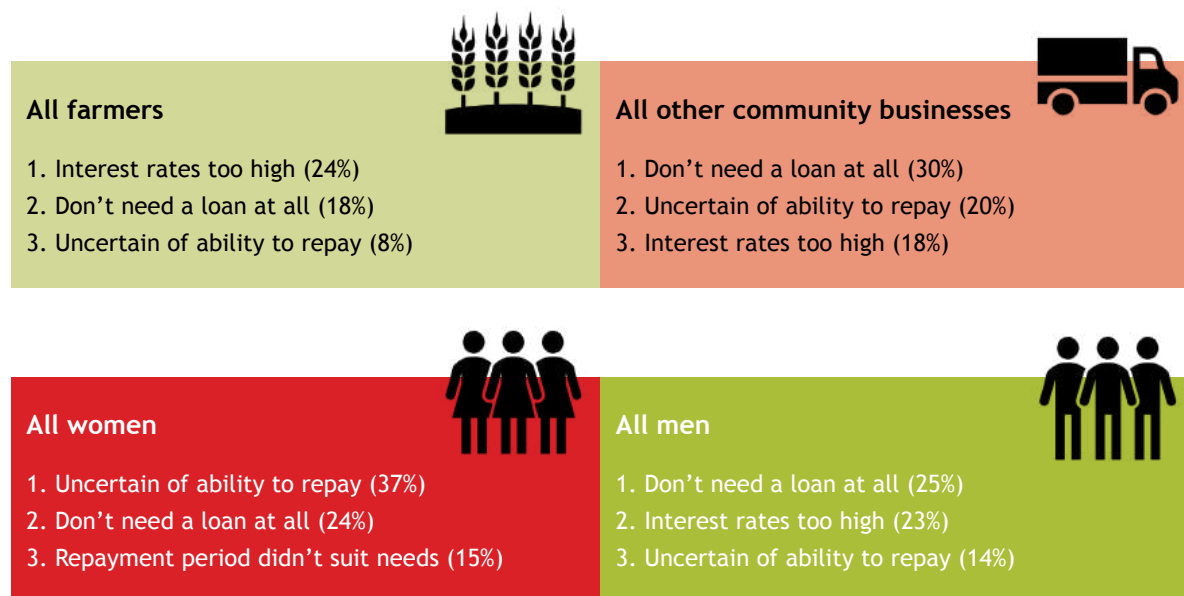 All farmers
1. Interest rates too high (24%)
2. Don’t need a loan at all (18%)
3. Uncertain of ability to repay (8%)
All other community businesses
1. Don’t need a loan at all (30%)
2. Uncertain of ability to repay (20%)
3. Interest rates too high (18%)
All women
1. Uncertain of ability to repay (37%)
2. Don’t need a loan at all (24%)
3. Repayment period didn’t suit needs (15%)
All men
1. Don’t need a loan at all (25%)
2. Interest rates too high (23%)
3. Uncertain of ability to repay (14%)